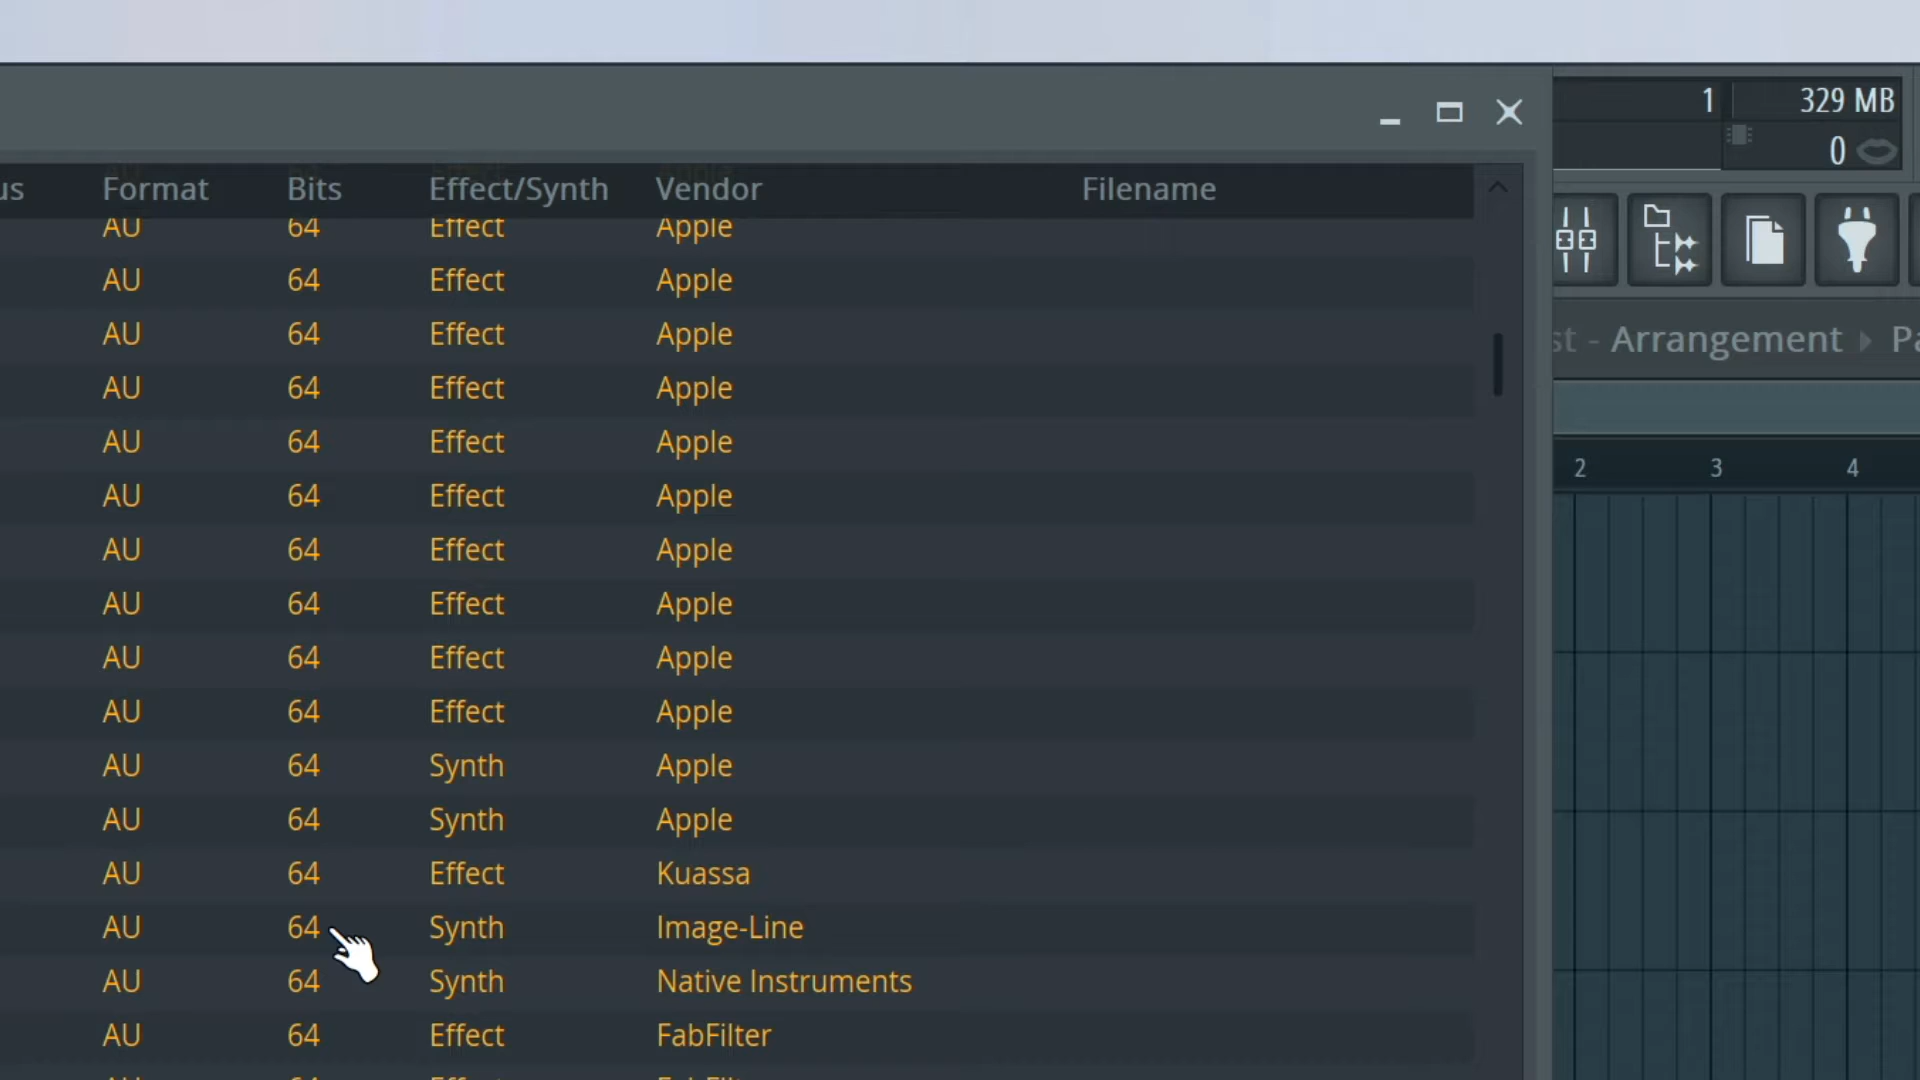 1 329 MB
0
us Format Bits Effect/Synth Vendor Filename
AU 64 Effect Apple
AU 64 Effect Apple
st - Arrangement ▸ Pa
AU 64 Effect Apple
AU 64 Effect Apple
2 3 4
AU 64 Effect Apple
AU 64 Effect Apple
AU 64 Effect Apple
AU 64 Effect Apple
AU 64 Effect Apple
AU 64 Effect Apple
AU 64 Synth Apple
AU 64 Synth Apple
AU 64 Effect Kuassa
AU 64 Synth Image-Line
AU 64 Synth Native Instruments
AU 64 Effect FabFilter